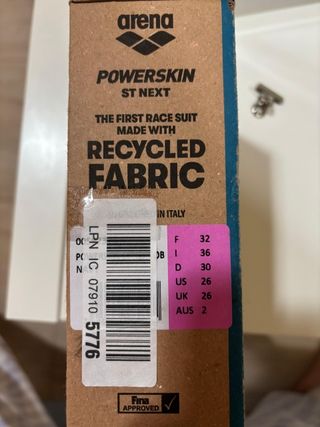 arena
POWERSKIN
ST NEXT
THE FIRST RACE SUIT
MADE WITH
RECYCLED
FABRIC
IN ITALY
LPN IC 07910 5776
F 32
I 36
D 30
US 26
UK 26
AUS 2
Fina
APPROVED